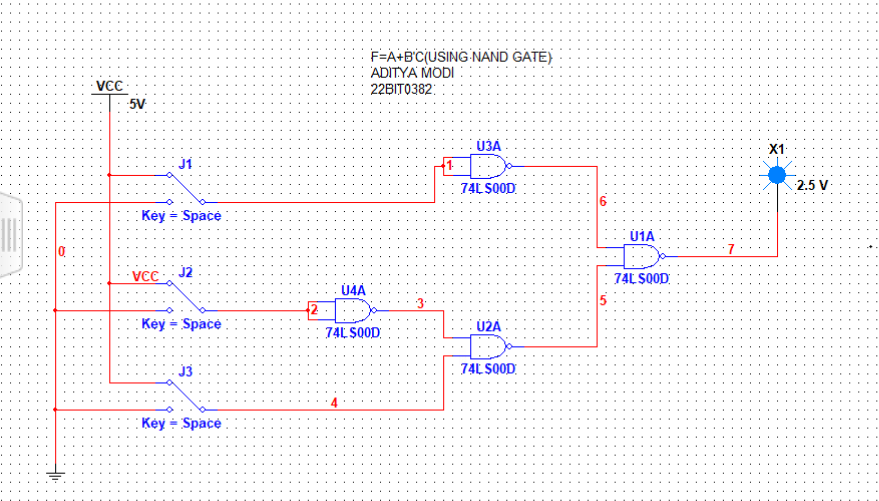 F=A+B'C(USING NAND GATE)
ADITYA MODI
22BIT0382
VCC
5V
J1
Key = Space
U3A
1
74LS00D
X1
2.5 V
6
0
U1A
7
74LS00D
VCC
J2
Key = Space
U4A
2
3
74LS00D
5
U2A
74LS00D
J3
4
Key = Space